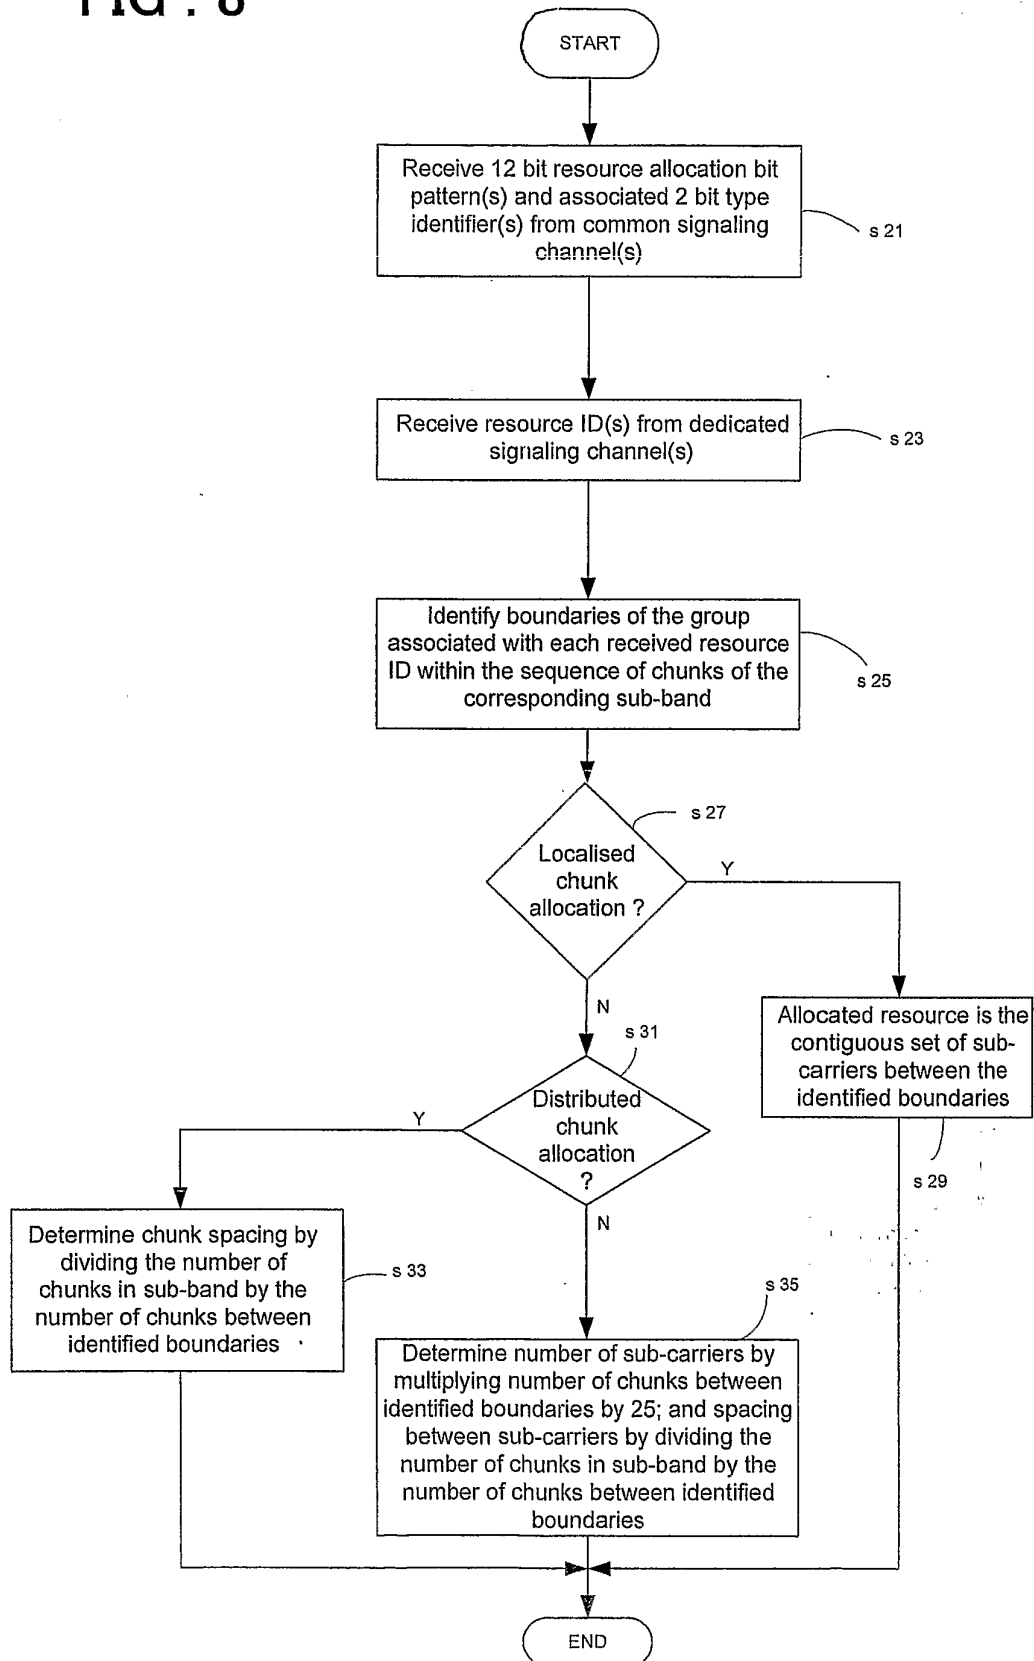 START
Receive 12 bit resource allocation bit
pattern(s) and associated 2 bit type
identifier(s) from common signaling
channel(s)
s 21
Receive resource ID(s) from dedicated
signaling channel(s)
s 23
Identify boundaries of the group
associated with each received resource
ID within the sequence of chunks of the
corresponding sub-band
s 25
s 27
Localised
chunk
allocation ?
Y
N
Allocated resource is the
contiguous set of sub-
carriers between the
identified boundaries
s 29
s 31
Distributed
chunk
allocation
?
Y
N
Determine chunk spacing by
dividing the number of
chunks in sub-band by the
number of chunks between
identified boundaries
s 33
s 35
Determine number of sub-carriers by
multiplying number of chunks between
identified boundaries by 25; and spacing
between sub-carriers by dividing the
number of chunks in sub-band by the
number of chunks between identified
boundaries
END